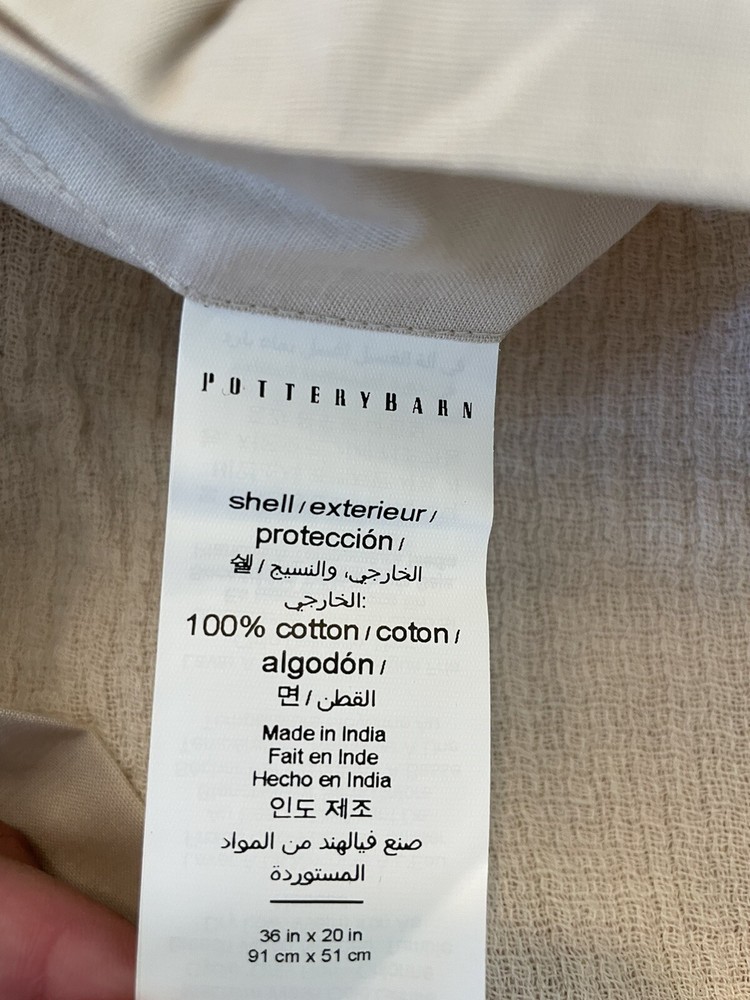 POTTERYBARN
shell / exterieur /
protección /
쉘 / الخارجي، والنسيج
الخارجي:
100% cotton / coton /
algodón /
면 / القطن
Made in India
Fait en Inde
Hecho en India
인도 제조
صنع فيالهند من المواد
المستوردة
36 in x 20 in
91 cm x 51 cm